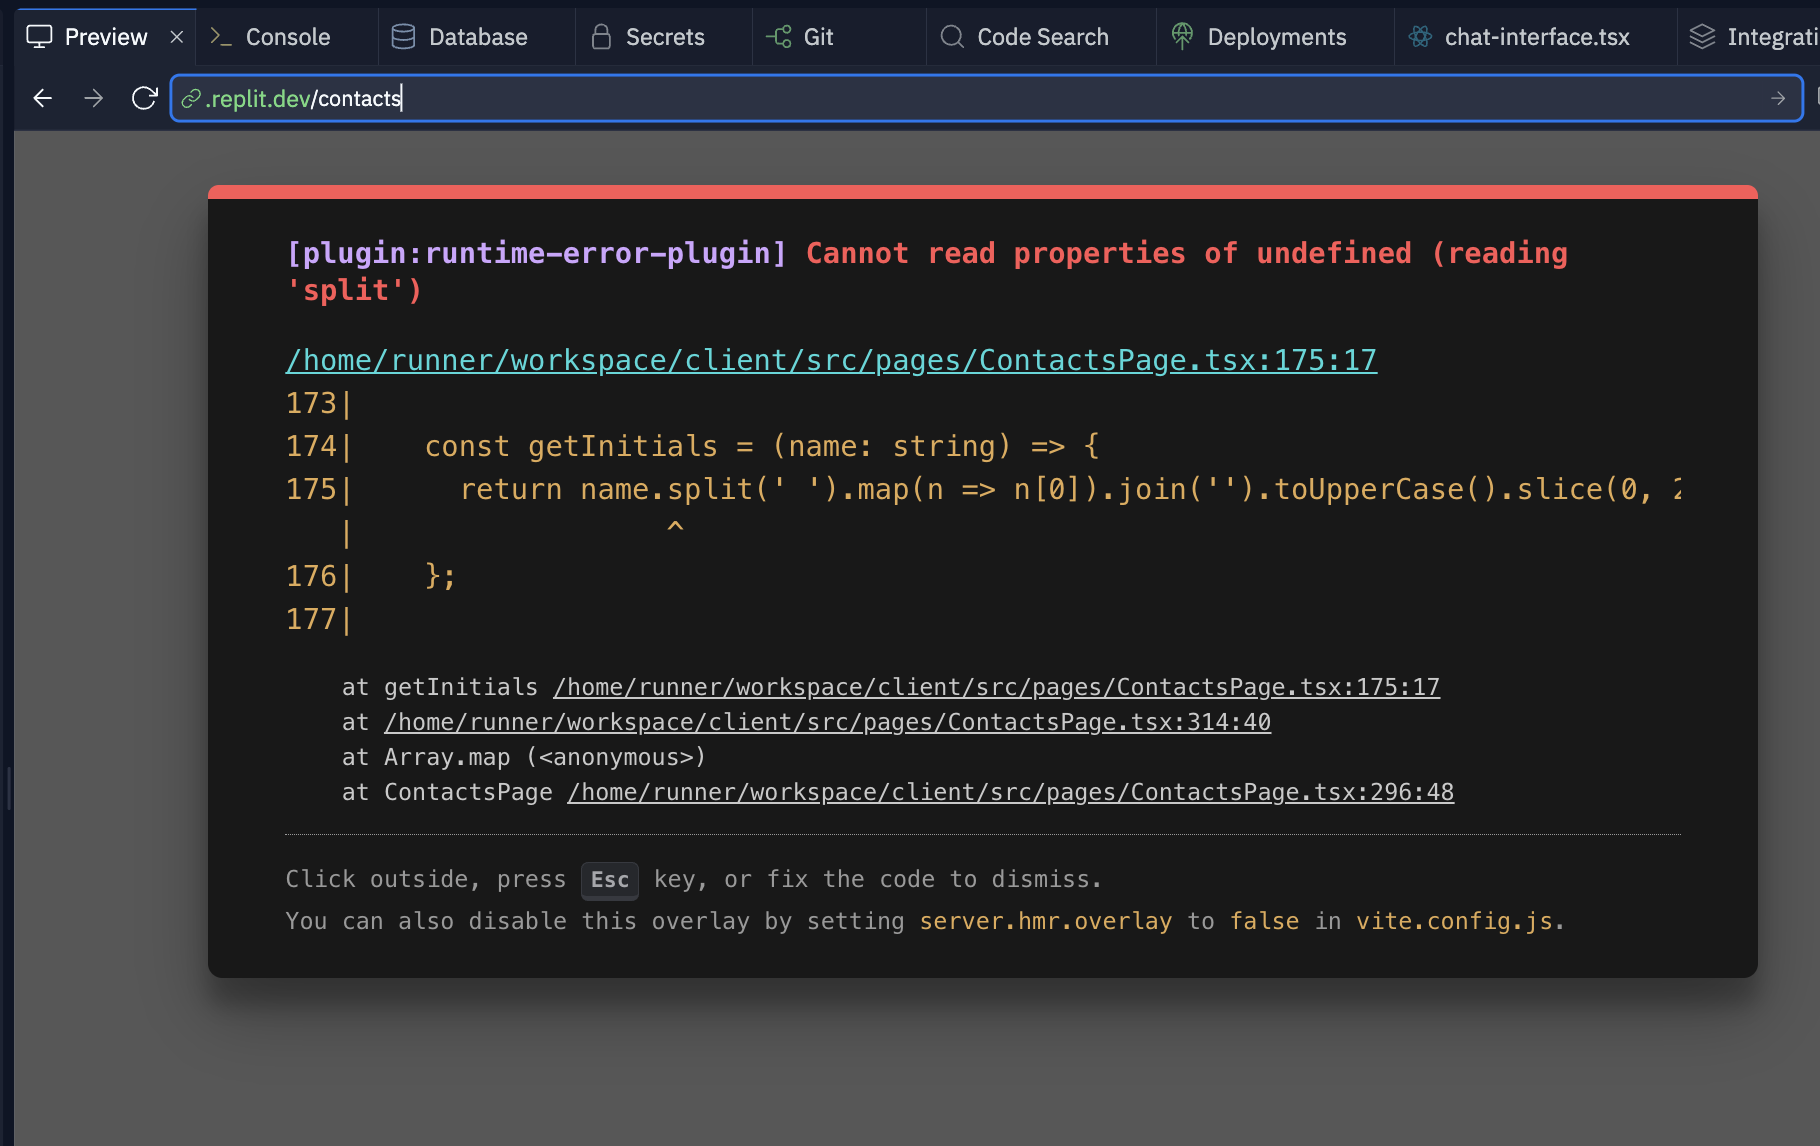 Preview × Console Database Secrets Git Code Search Deployments chat-interface.tsx Integrati
.replit.dev/contacts
[plugin:runtime-error-plugin] Cannot read properties of undefined (reading
'split')
/home/runner/workspace/client/src/pages/ContactsPage.tsx:175:17
173|
174|    const getInitials = (name: string) => {
175|      return name.split(' ').map(n => n[0]).join('').toUpperCase().slice(0, 2
   |                  ^
176|    };
177|
at getInitials /home/runner/workspace/client/src/pages/ContactsPage.tsx:175:17
at /home/runner/workspace/client/src/pages/ContactsPage.tsx:314:40
at Array.map (<anonymous>)
at ContactsPage /home/runner/workspace/client/src/pages/ContactsPage.tsx:296:48
Click outside, press Esc key, or fix the code to dismiss.
You can also disable this overlay by setting server.hmr.overlay to false in vite.config.js.